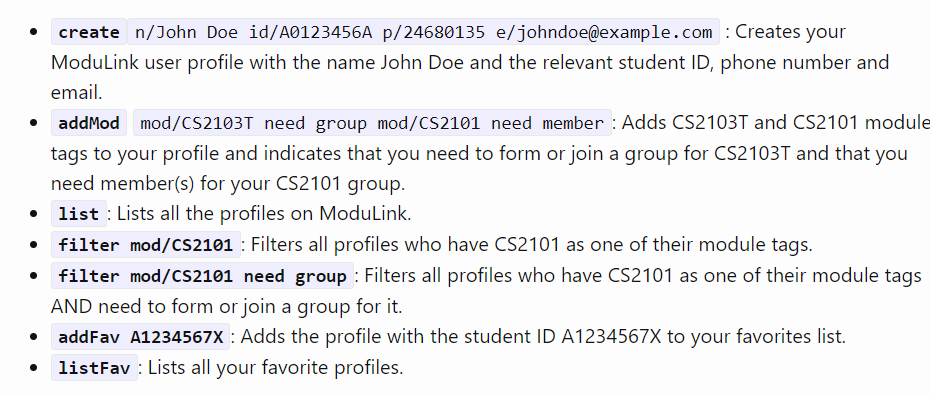 create n/John Doe id/A0123456A p/24680135 e/johndoe@example.com : Creates your
ModuLink user profile with the name John Doe and the relevant student ID, phone number and
email.
addMod mod/CS2103T need group mod/CS2101 need member : Adds CS2103T and CS2101 module
tags to your profile and indicates that you need to form or join a group for CS2103T and that you
need member(s) for your CS2101 group.
list : Lists all the profiles on ModuLink.
filter mod/CS2101 : Filters all profiles who have CS2101 as one of their module tags.
filter mod/CS2101 need group : Filters all profiles who have CS2101 as one of their module tags
AND need to form or join a group for it.
addFav A1234567X : Adds the profile with the student ID A1234567X to your favorites list.
listFav : Lists all your favorite profiles.